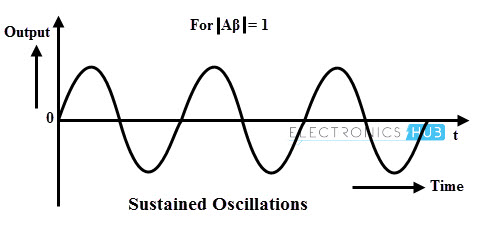 Output
For |Aβ| = 1
0
ELECTRONICS HUB
t
Time
Sustained Oscillations